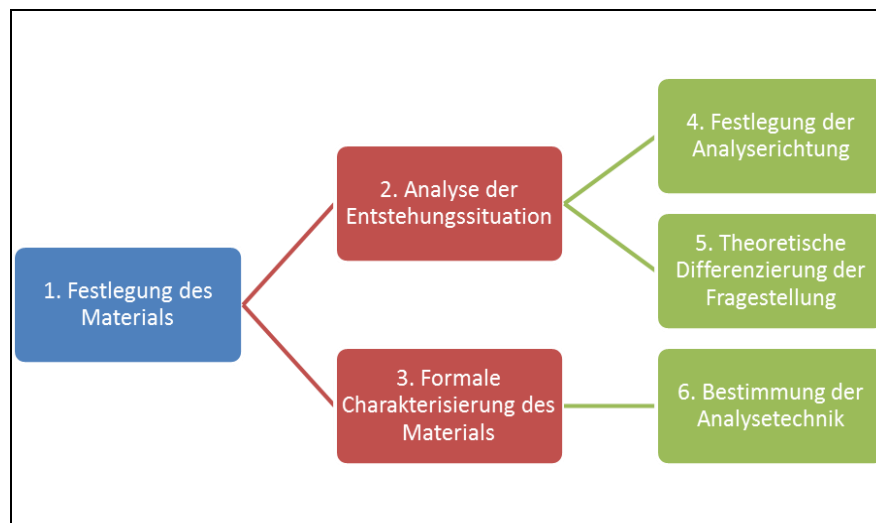 1. Festlegung des
Materials
2. Analyse der
Entstehungssituation
3. Formale
Charakterisierung des
Materials
4. Festlegung der
Analyserichtung
5. Theoretische
Differenzierung der
Fragestellung
6. Bestimmung der
Analysetechnik